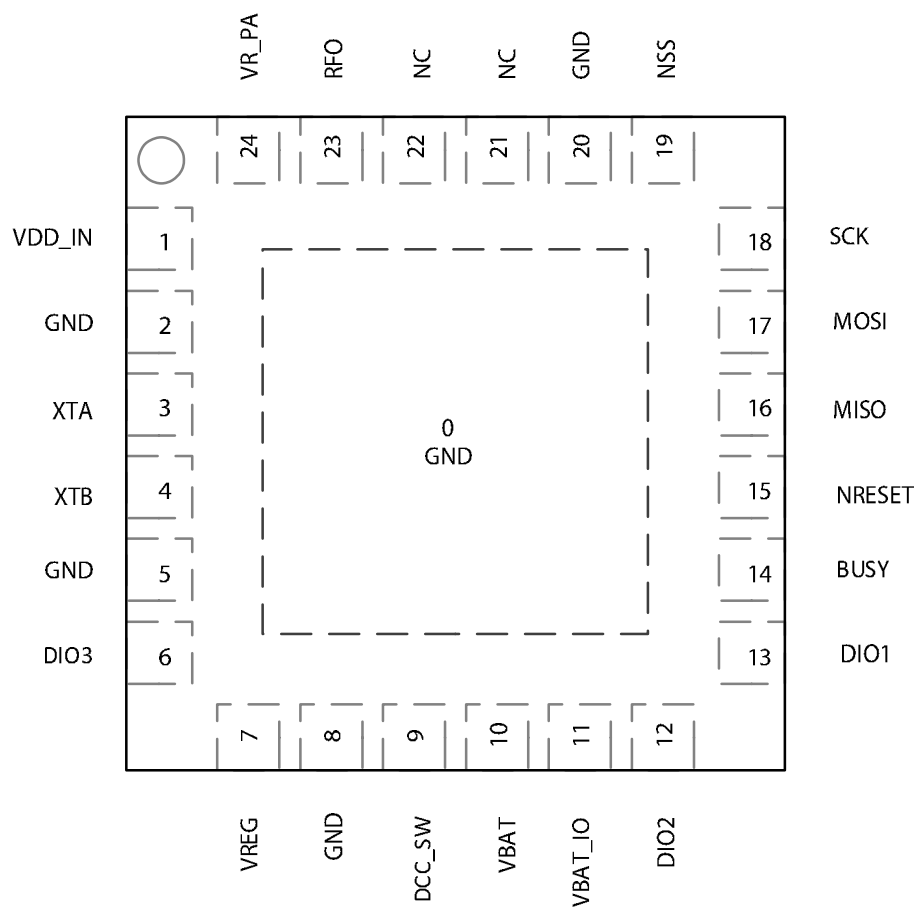 VR_PA
RFO
NC
NC
GND
NSS
24
23
22
21
20
19
VDD_IN 1
18 SCK
GND 2
17 MOSI
XTA 3
16 MISO
0
GND
XTB 4
15 NRESET
GND 5
14 BUSY
DIO3 6
13 DIO1
7
8
9
10
11
12
VREG
GND
DCC_SW
VBAT
VBAT_IO
DIO2